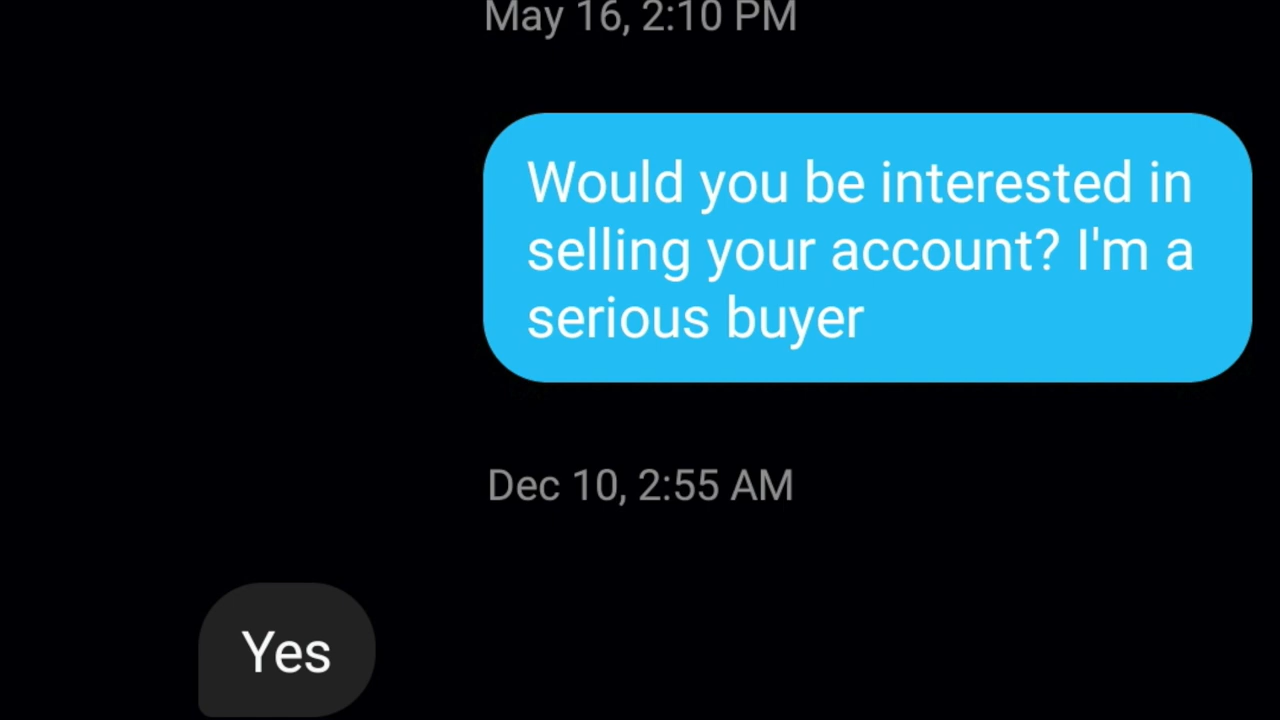 May 16, 2:10 PM
Would you be interested in
selling your account? I'm a
serious buyer
Dec 10, 2:55 AM
Yes